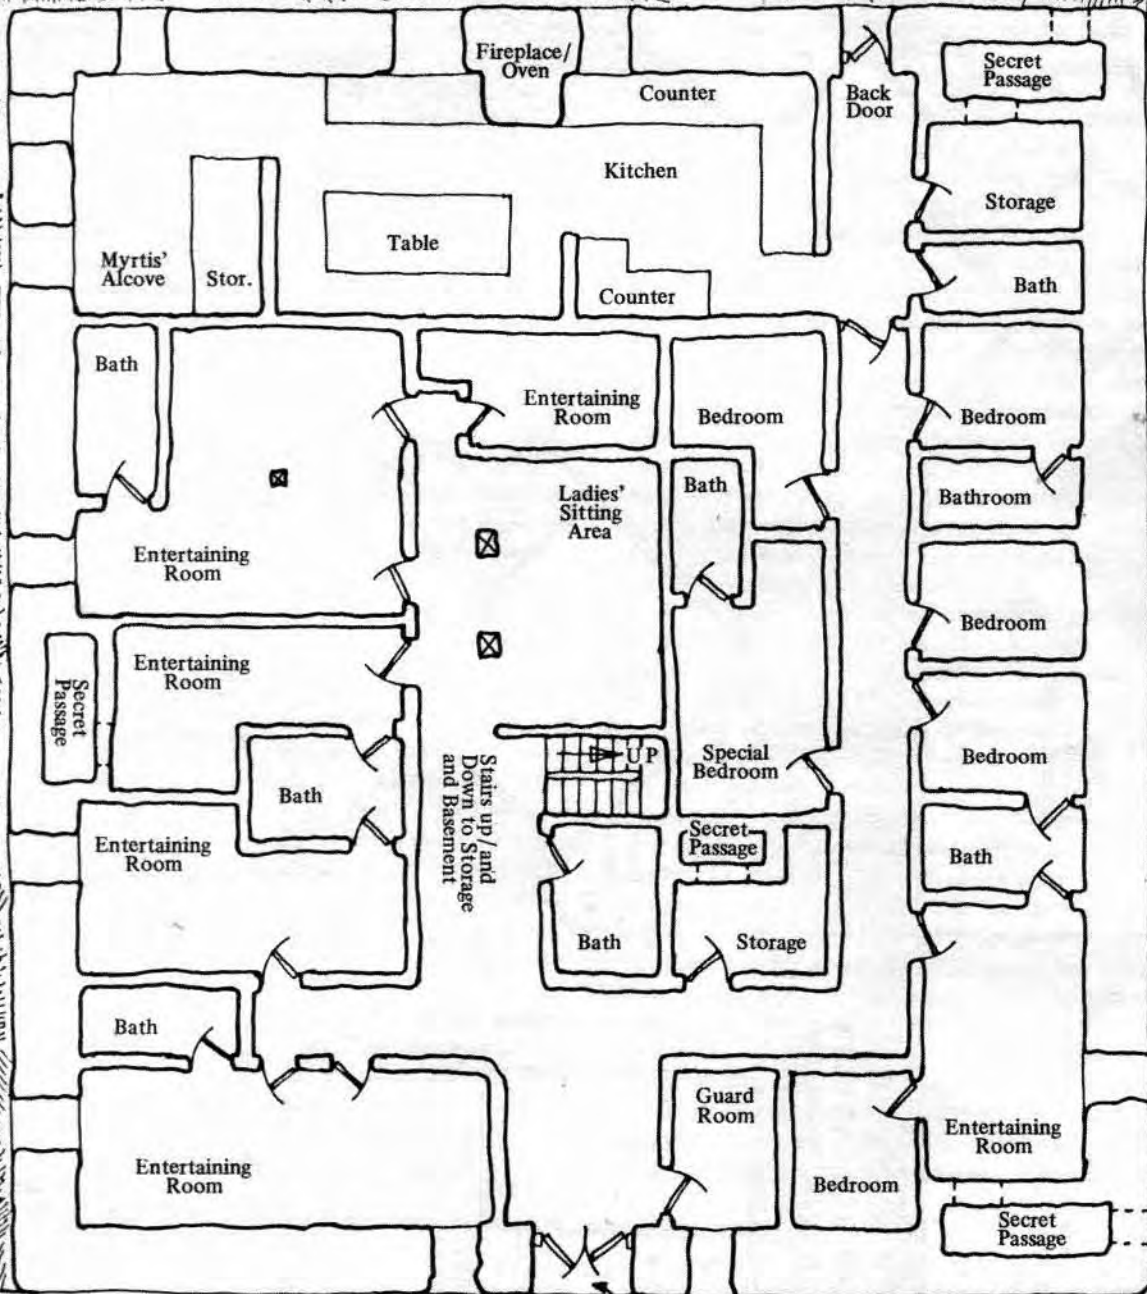 Fireplace/
Oven
Counter
Back
Door
Secret
Passage
Kitchen
Storage
Table
Myrtis'
Alcove
Stor.
Counter
Bath
Bath
Entertaining
Room
Bedroom
Bedroom
Ladies'
Sitting
Area
Bath
Bathroom
Entertaining
Room
Bedroom
Entertaining
Room
Secret
Passage
UP
Special
Bedroom
Bedroom
Stairs up/and
Down to Storage
and Basement
Bath
Secret
Passage
Entertaining
Room
Bath
Bath
Storage
Bath
Guard
Room
Entertaining
Room
Entertaining
Room
Bedroom
Secret
Passage